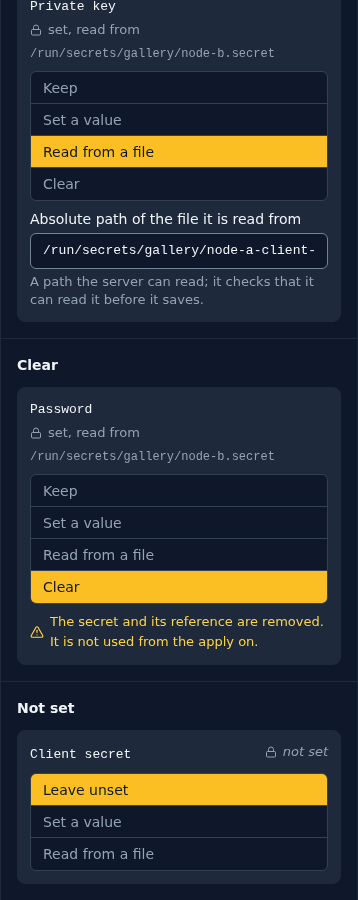 Private key
set, read from
/run/secrets/gallery/node-b.secret
Keep
Set a value
Read from a file
Clear
Absolute path of the file it is read from
/run/secrets/gallery/node-a-client-
A path the server can read; it checks that it
can read it before it saves.
Clear
Password
set, read from
/run/secrets/gallery/node-b.secret
Keep
Set a value
Read from a file
Clear
The secret and its reference are removed.
It is not used from the apply on.
Not set
Client secret
not set
Leave unset
Set a value
Read from a file